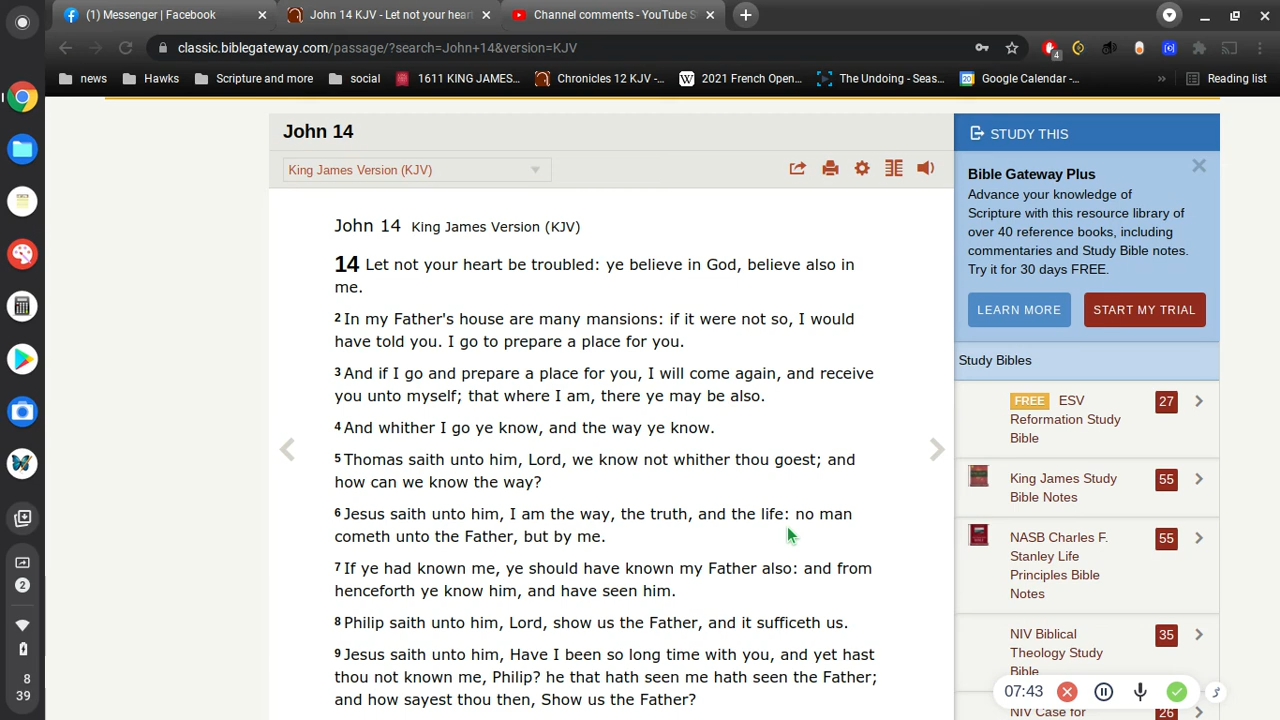 (1) Messenger | Facebook
John 14 KJV - Let not your hear
Channel comments - YouTube S
classic.biblegateway.com/passage/?search=John+14&version=KJV
4
news
Hawks
Scripture and more
social
1611 KING JAMES...
Chronicles 12 KJV -...
2021 French Open...
The Undoing - Seas...
Google Calendar -...
Reading list
John 14
King James Version (KJV)
John 14 King James Version (KJV)
14 Let not your heart be troubled: ye believe in God, believe also in
me.
2 In my Father's house are many mansions: if it were not so, I would
have told you. I go to prepare a place for you.
3 And if I go and prepare a place for you, I will come again, and receive
you unto myself; that where I am, there ye may be also.
4 And whither I go ye know, and the way ye know.
5 Thomas saith unto him, Lord, we know not whither thou goest; and
how can we know the way?
6 Jesus saith unto him, I am the way, the truth, and the life: no man
cometh unto the Father, but by me.
7 If ye had known me, ye should have known my Father also: and from
henceforth ye know him, and have seen him.
8 Philip saith unto him, Lord, show us the Father, and it sufficeth us.
9 Jesus saith unto him, Have I been so long time with you, and yet hast
thou not known me, Philip? he that hath seen me hath seen the Father;
and how sayest thou then, Show us the Father?
STUDY THIS
Bible Gateway Plus
Advance your knowledge of
Scripture with this resource library of
over 40 reference books, including
commentaries and Study Bible notes.
Try it for 30 days FREE.
LEARN MORE
START MY TRIAL
Study Bibles
FREE ESV
Reformation Study
Bible
27
King James Study
Bible Notes
55
NASB Charles F.
Stanley Life
Principles Bible
Notes
55
NIV Biblical
Theology Study
Bible
35
NIV Case for
26
07:43
2
8
39